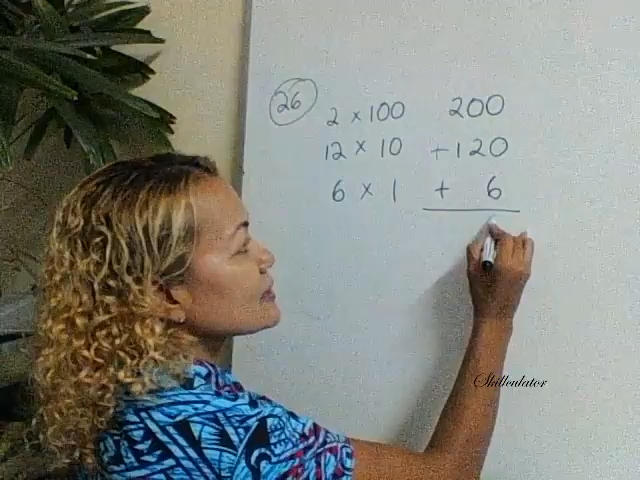 26
2 × 100 200
12 × 10 +120
6 × 1 + 6
Skillculator